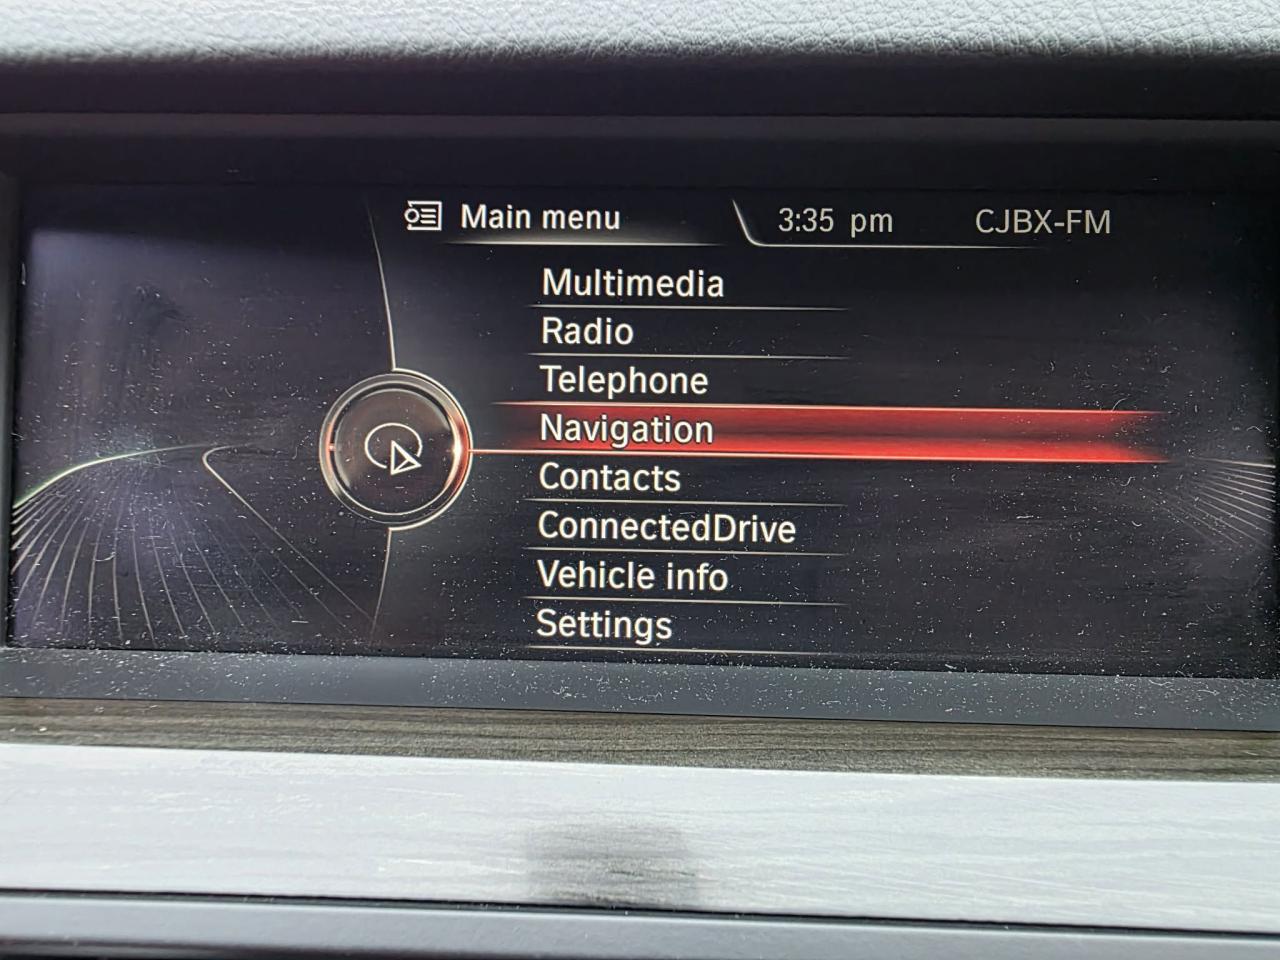 Main menu 3:35 pm CJBX-FM
Multimedia
Radio
Telephone
Navigation
Contacts
ConnectedDrive
Vehicle info
Settings